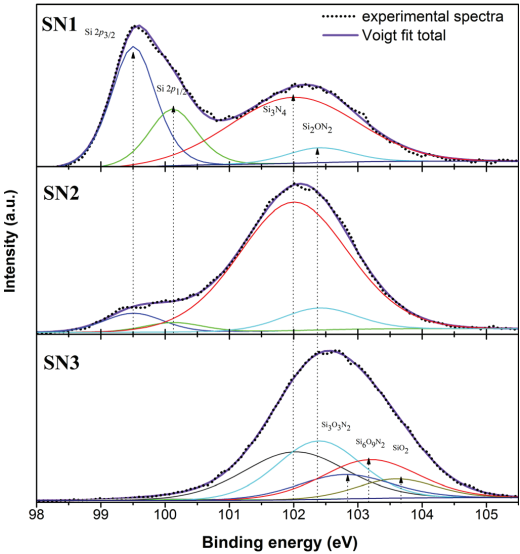 SN1
experimental spectra
Voigt fit total
Si 2p3/2
Si 2p1/2
Si3N4
Si2ON2
SN2
Intensity (a.u.)
SN3
Si3O3N2
Si6O9N2
SiO2
98 99 100 101 102 103 104 105
Binding energy (eV)